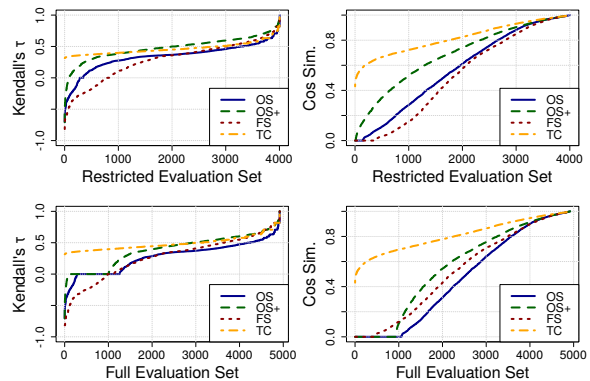 Kendall's τ
-1.0
0.0
0.5
1.0
0
1000
2000
3000
4000
OS
OS+
FS
TC
Restricted Evaluation Set
Cos Sim.
0.0
0.4
0.8
0
1000
2000
3000
4000
OS
OS+
FS
TC
Restricted Evaluation Set
Kendall's τ
-1.0
0.0
0.5
1.0
0
1000
2000
3000
4000
5000
OS
OS+
FS
TC
Full Evaluation Set
Cos Sim.
0.0
0.4
0.8
0
1000
2000
3000
4000
5000
OS
OS+
FS
TC
Full Evaluation Set